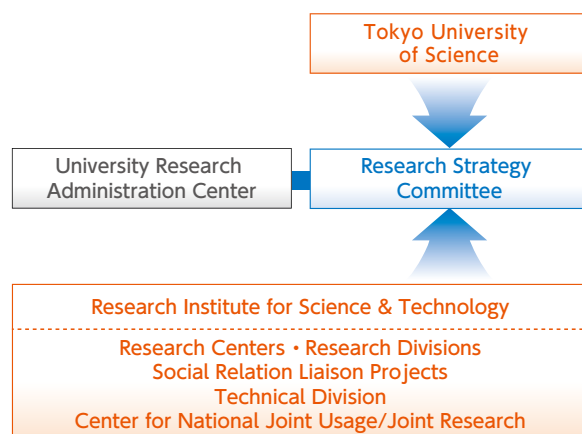 Tokyo University
of Science
University Research
Administration Center
Research Strategy
Committee
Research Institute for Science & Technology
Research Centers・Research Divisions
Social Relation Liaison Projects
Technical Division
Center for National Joint Usage/Joint Research